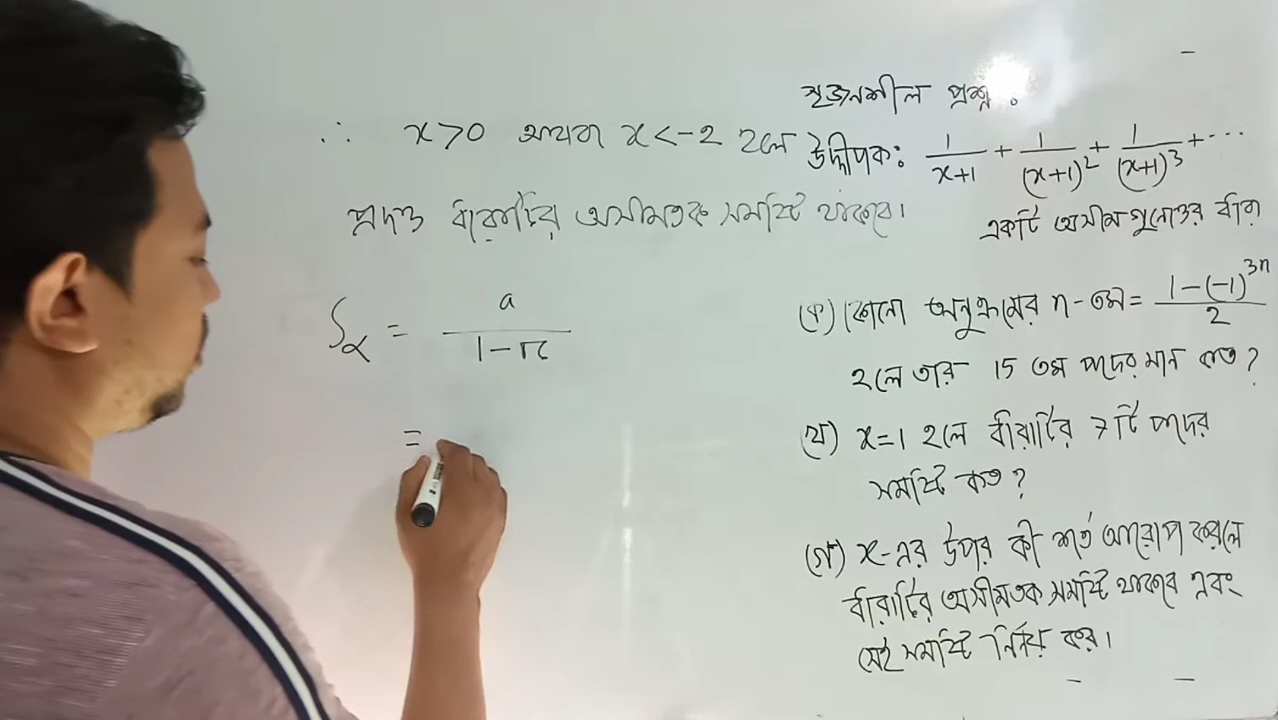 ∴ x>0 অথবা x<-2 হলে
প্রদত্ত ধারাটির অসীমতক সমষ্টি থাকবে।
S∝ = a/(1-r)
=
সৃজনশীল প্রশ্ন :
উদ্দীপক: 1/(x+1) + 1/(x+1)² + 1/(x+1)³ + ...
একটি অসীম গুনোত্তর ধারা
(ক) কোনো অনুক্রমের n-তম = (1-(-1)³ⁿ)/2
হলে তার 15 তম পদের মান কত?
(খ) x=1 হলে ধারাটির 7 টি পদের
সমষ্টি কত?
(গ) x-এর উপর কী শর্ত আরোপ করলে
ধারাটির অসীমতক সমষ্টি থাকবে এবং
সেই সমষ্টি নির্ণয় কর।